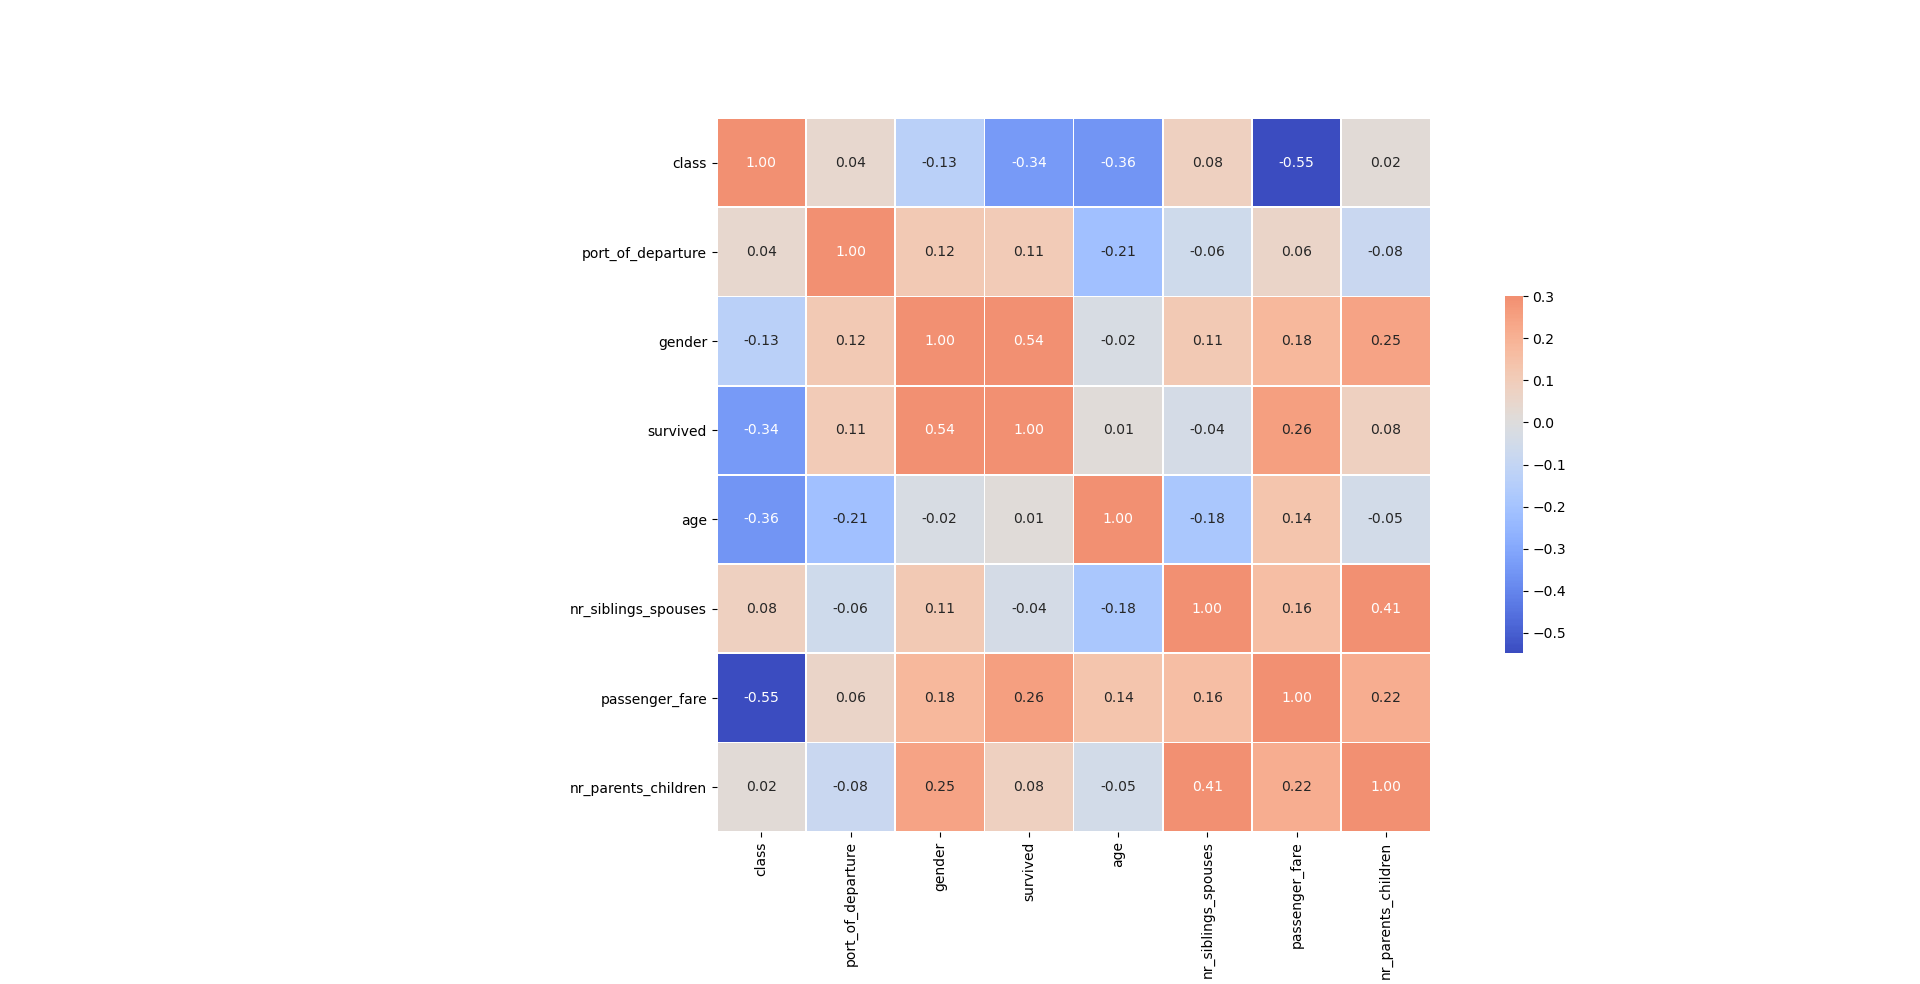 class 1.00 0.04 -0.13 -0.34 -0.36 0.08 -0.55 0.02
port_of_departure 0.04 1.00 0.12 0.11 -0.21 -0.06 0.06 -0.08
gender -0.13 0.12 1.00 0.54 -0.02 0.11 0.18 0.25
survived -0.34 0.11 0.54 1.00 0.01 -0.04 0.26 0.08
age -0.36 -0.21 -0.02 0.01 1.00 -0.18 0.14 -0.05
nr_siblings_spouses 0.08 -0.06 0.11 -0.04 -0.18 1.00 0.16 0.41
passenger_fare -0.55 0.06 0.18 0.26 0.14 0.16 1.00 0.22
nr_parents_children 0.02 -0.08 0.25 0.08 -0.05 0.41 0.22 1.00
class port_of_departure gender survived age nr_siblings_spouses passenger_fare nr_parents_children
0.3
0.2
0.1
0.0
−0.1
−0.2
−0.3
−0.4
−0.5